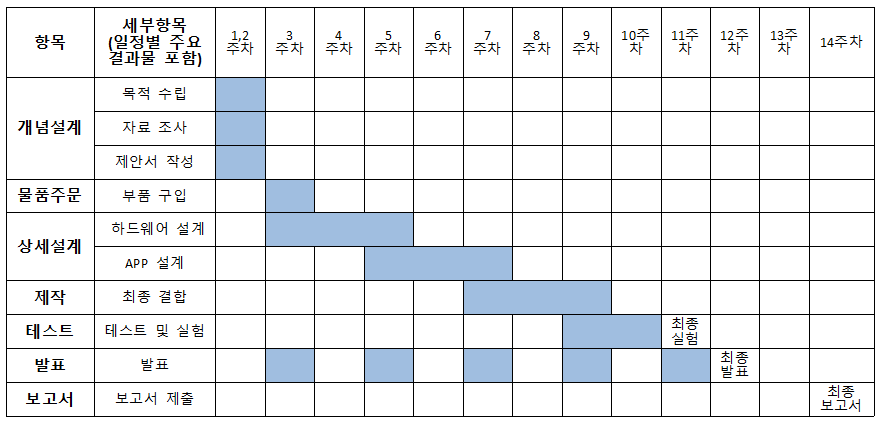 항목
세부항목
(일정별 주요
결과물 포함)
1,2
주차
3
주차
4
주차
5
주차
6
주차
7
주차
8
주차
9
주차
10주
차
11주
차
12주
차
13주
차
14주차
개념설계
목적 수립
자료 조사
제안서 작성
물품주문
부품 구입
상세설계
하드웨어 설계
APP 설계
제작
최종 결합
테스트
테스트 및 실험
최종
실험
발표
발표
최종
발표
보고서
보고서 제출
최종
보고서